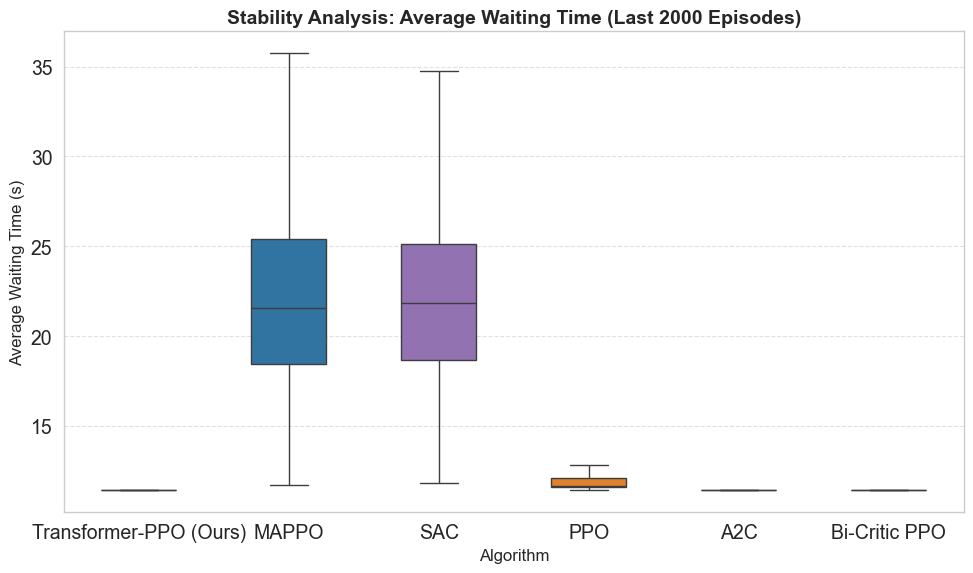 Stability Analysis: Average Waiting Time (Last 2000 Episodes)
Average Waiting Time (s)
35
30
25
20
15
Transformer-PPO (Ours) MAPPO SAC PPO A2C Bi-Critic PPO
Algorithm